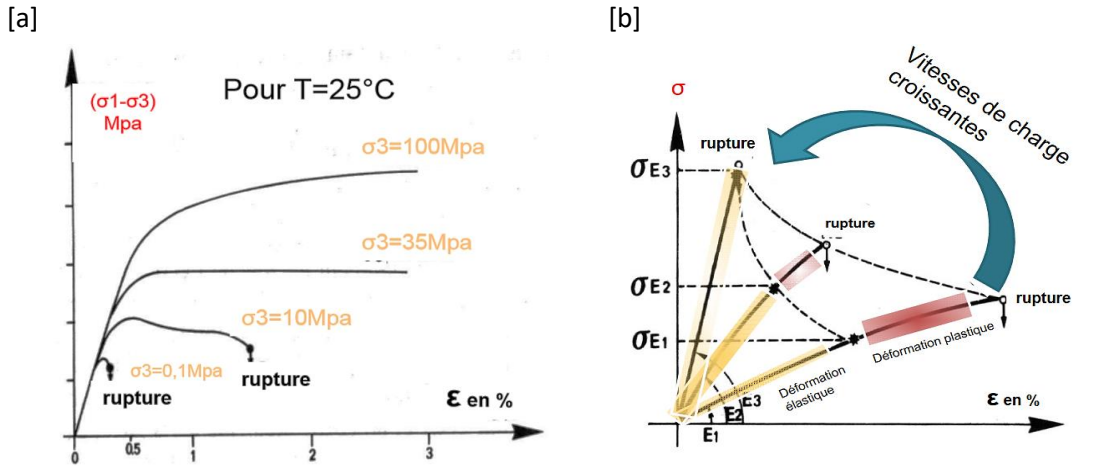 [a]
[b]
Pour T=25°C
(σ1-σ3)
Mpa
σ3=100Mpa
σ3=35Mpa
σ3=10Mpa
σ3=0,1Mpa
rupture
rupture
ε en %
0
0.5
1
2
3
Vitesses de charge
croissantes
σ
rupture
σE3
rupture
σE2
rupture
σE1
Déformation plastique
Déformation
élastique
E3
E2
E1
ε en %